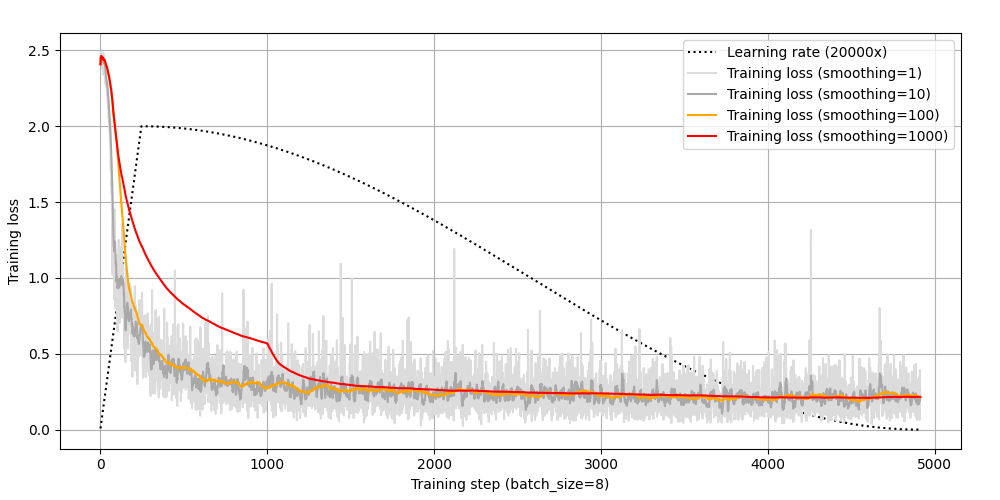 Learning rate (20000x)
Training loss (smoothing=1)
Training loss (smoothing=10)
Training loss (smoothing=100)
Training loss (smoothing=1000)
Training loss
2.5
2.0
1.5
1.0
0.5
0.0
0 1000 2000 3000 4000 5000
Training step (batch_size=8)